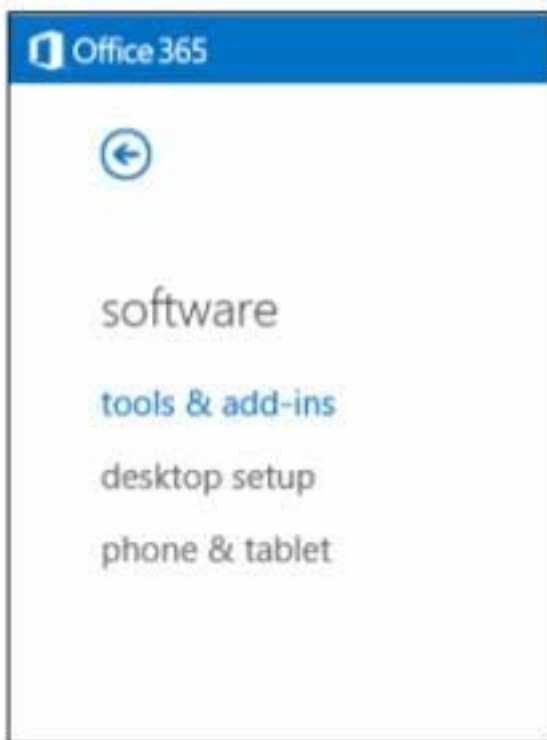 Office 365
software
tools & add-ins
desktop setup
phone & tablet